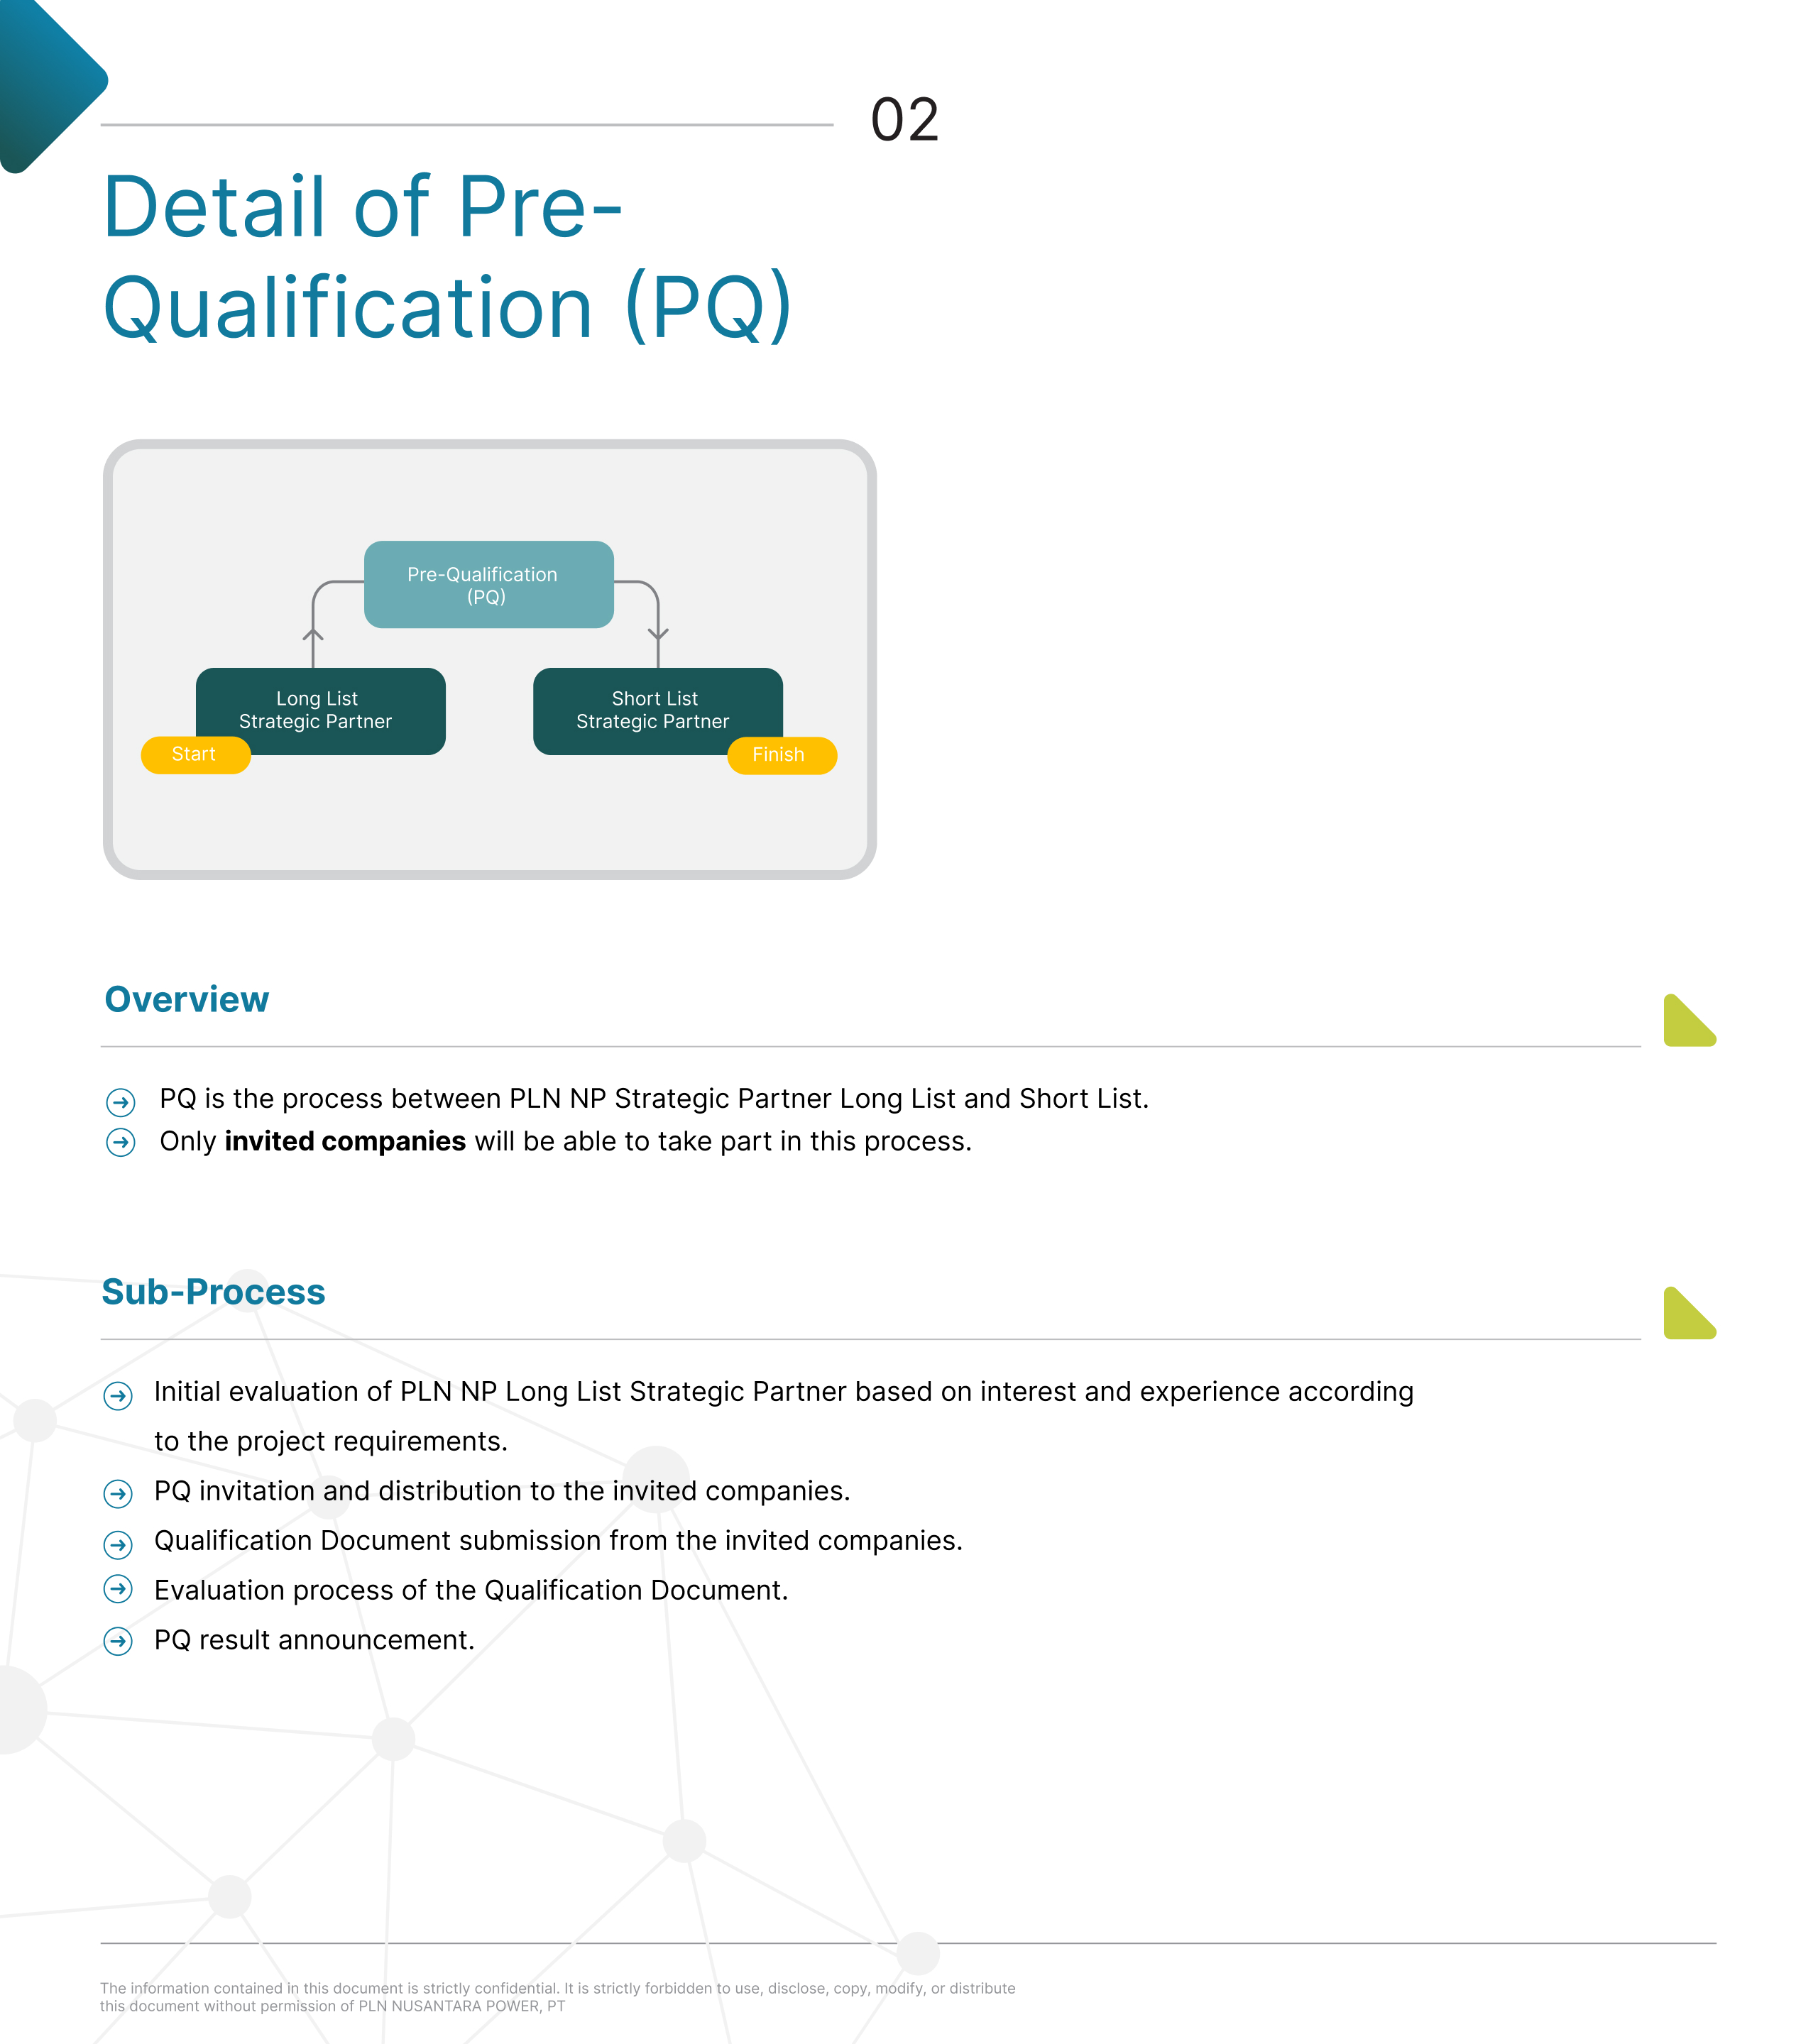 02
Detail of Pre-
Qualification (PQ)
Pre-Qualification
(PQ)
Long List
Strategic Partner
Short List
Strategic Partner
Start
Finish
Overview
PQ is the process between PLN NP Strategic Partner Long List and Short List.
Only invited companies will be able to take part in this process.
Sub-Process
Initial evaluation of PLN NP Long List Strategic Partner based on interest and experience according
to the project requirements.
PQ invitation and distribution to the invited companies.
Qualification Document submission from the invited companies.
Evaluation process of the Qualification Document.
PQ result announcement.
The information contained in this document is strictly confidential. It is strictly forbidden to use, disclose, copy, modify, or distribute
this document without permission of PLN NUSANTARA POWER, PT